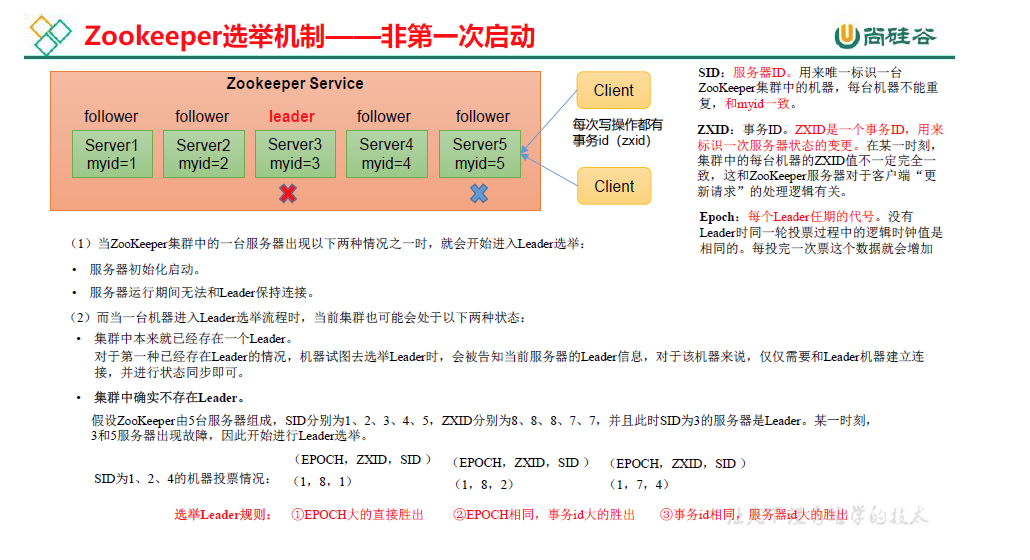 Zookeeper选举机制——非第一次启动
尚硅谷
Zookeeper Service
follower
follower
leader
follower
follower
Server1
myid=1
Server2
myid=2
Server3
myid=3
Server4
myid=4
Server5
myid=5
Client
每次写操作都有
事务id（zxid）
Client
SID：服务器ID。用来唯一标识一台
ZooKeeper集群中的机器，每台机器不能重
复，和myid一致。
ZXID：事务ID。ZXID是一个事务ID，用来
标识一次服务器状态的变更。在某一时刻，
集群中的每台机器的ZXID值不一定完全一
致，这和ZooKeeper服务器对于客户端“更
新请求”的处理逻辑有关。
Epoch：每个Leader任期的代号。没有
Leader时同一轮投票过程中的逻辑时钟值是
相同的。每投完一次票这个数据就会增加
（1）当ZooKeeper集群中的一台服务器出现以下两种情况之一时，就会开始进入Leader选举：
• 服务器初始化启动。
• 服务器运行期间无法和Leader保持连接。
（2）而当一台机器进入Leader选举流程时，当前集群也可能会处于以下两种状态：
• 集群中本来就已经存在一个Leader。
对于第一种已经存在Leader的情况，机器试图去选举Leader时，会被告知当前服务器的Leader信息，对于该机器来说，仅仅需要和Leader机器建立连
接，并进行状态同步即可。
• 集群中确实不存在Leader。
假设ZooKeeper由5台服务器组成，SID分别为1、2、3、4、5，ZXID分别为8、8、8、7、7，并且此时SID为3的服务器是Leader。某一时刻，
3和5服务器出现故障，因此开始进行Leader选举。
（EPOCH，ZXID，SID ）
（EPOCH，ZXID，SID ）
（EPOCH，ZXID，SID ）
SID为1、2、4的机器投票情况：
（1，8，1）
（1，8，2）
（1，7，4）
选举Leader规则：
①EPOCH大的直接胜出
②EPOCH相同，事务id大的胜出
③事务id相同，服务器id大的胜出